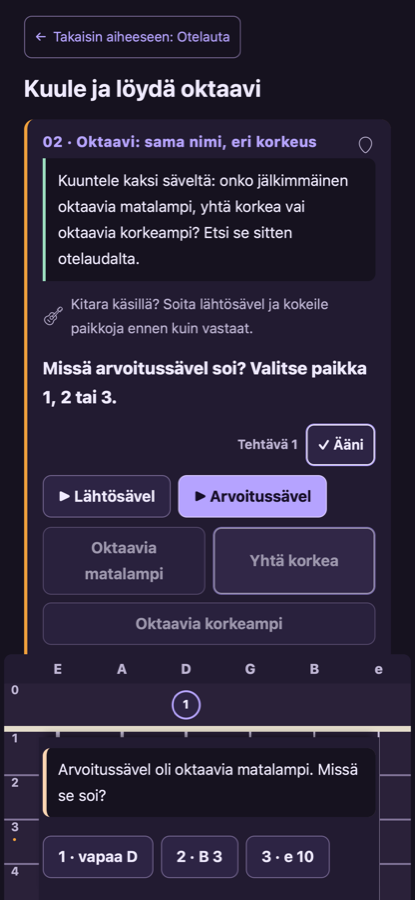 ← Takaisin aiheeseen: Otelauta
Kuule ja löydä oktaavi
02 · Oktaavi: sama nimi, eri korkeus
Kuuntele kaksi säveltä: onko jälkimmäinen
oktaavia matalampi, yhtä korkea vai
oktaavia korkeampi? Etsi se sitten
otelaudalta.
Kitara käsillä? Soita lähtösävel ja kokeile
paikkoja ennen kuin vastaat.
Missä arvoitussävel soi? Valitse paikka
1, 2 tai 3.
Tehtävä 1 ✓ Ääni
▶ Lähtösävel ▶ Arvoitussävel
Oktaavia
matalampi
Yhtä korkea
Oktaavia korkeampi
E A D G B e
0
1
1
Arvoitussävel oli oktaavia matalampi. Missä
se soi?
2
3
1 · vapaa D 2 · B 3 3 · e 10
4